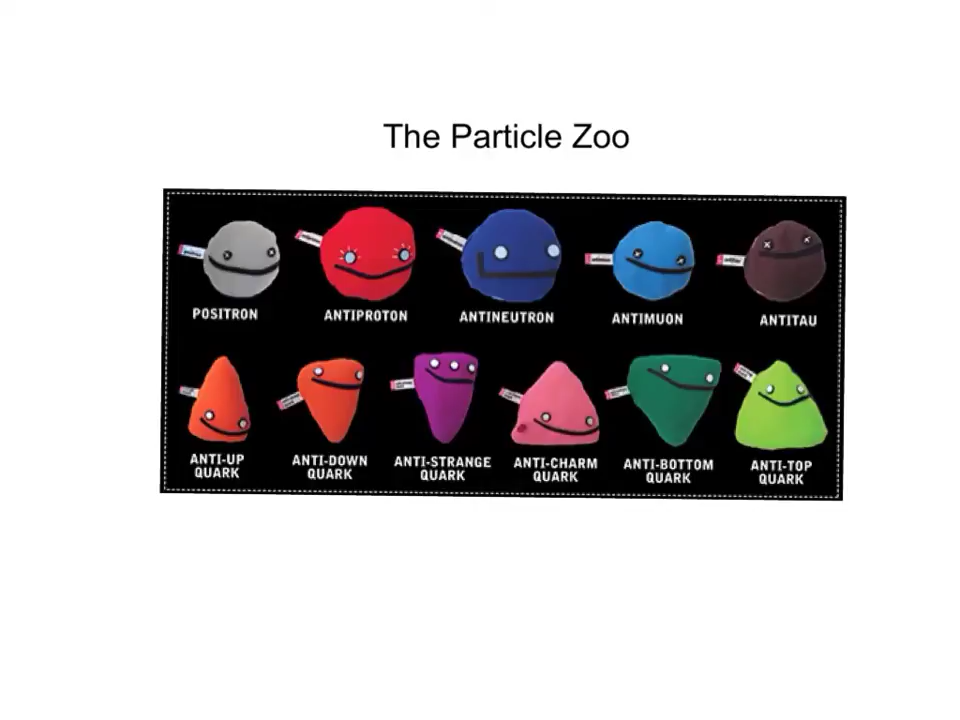 The Particle Zoo
POSITRON ANTIPROTON ANTINEUTRON ANTIMUON ANTITAU
ANTI-UP ANTI-DOWN ANTI-STRANGE ANTI-CHARM ANTI-BOTTOM ANTI-TOP
QUARK QUARK QUARK QUARK QUARK QUARK